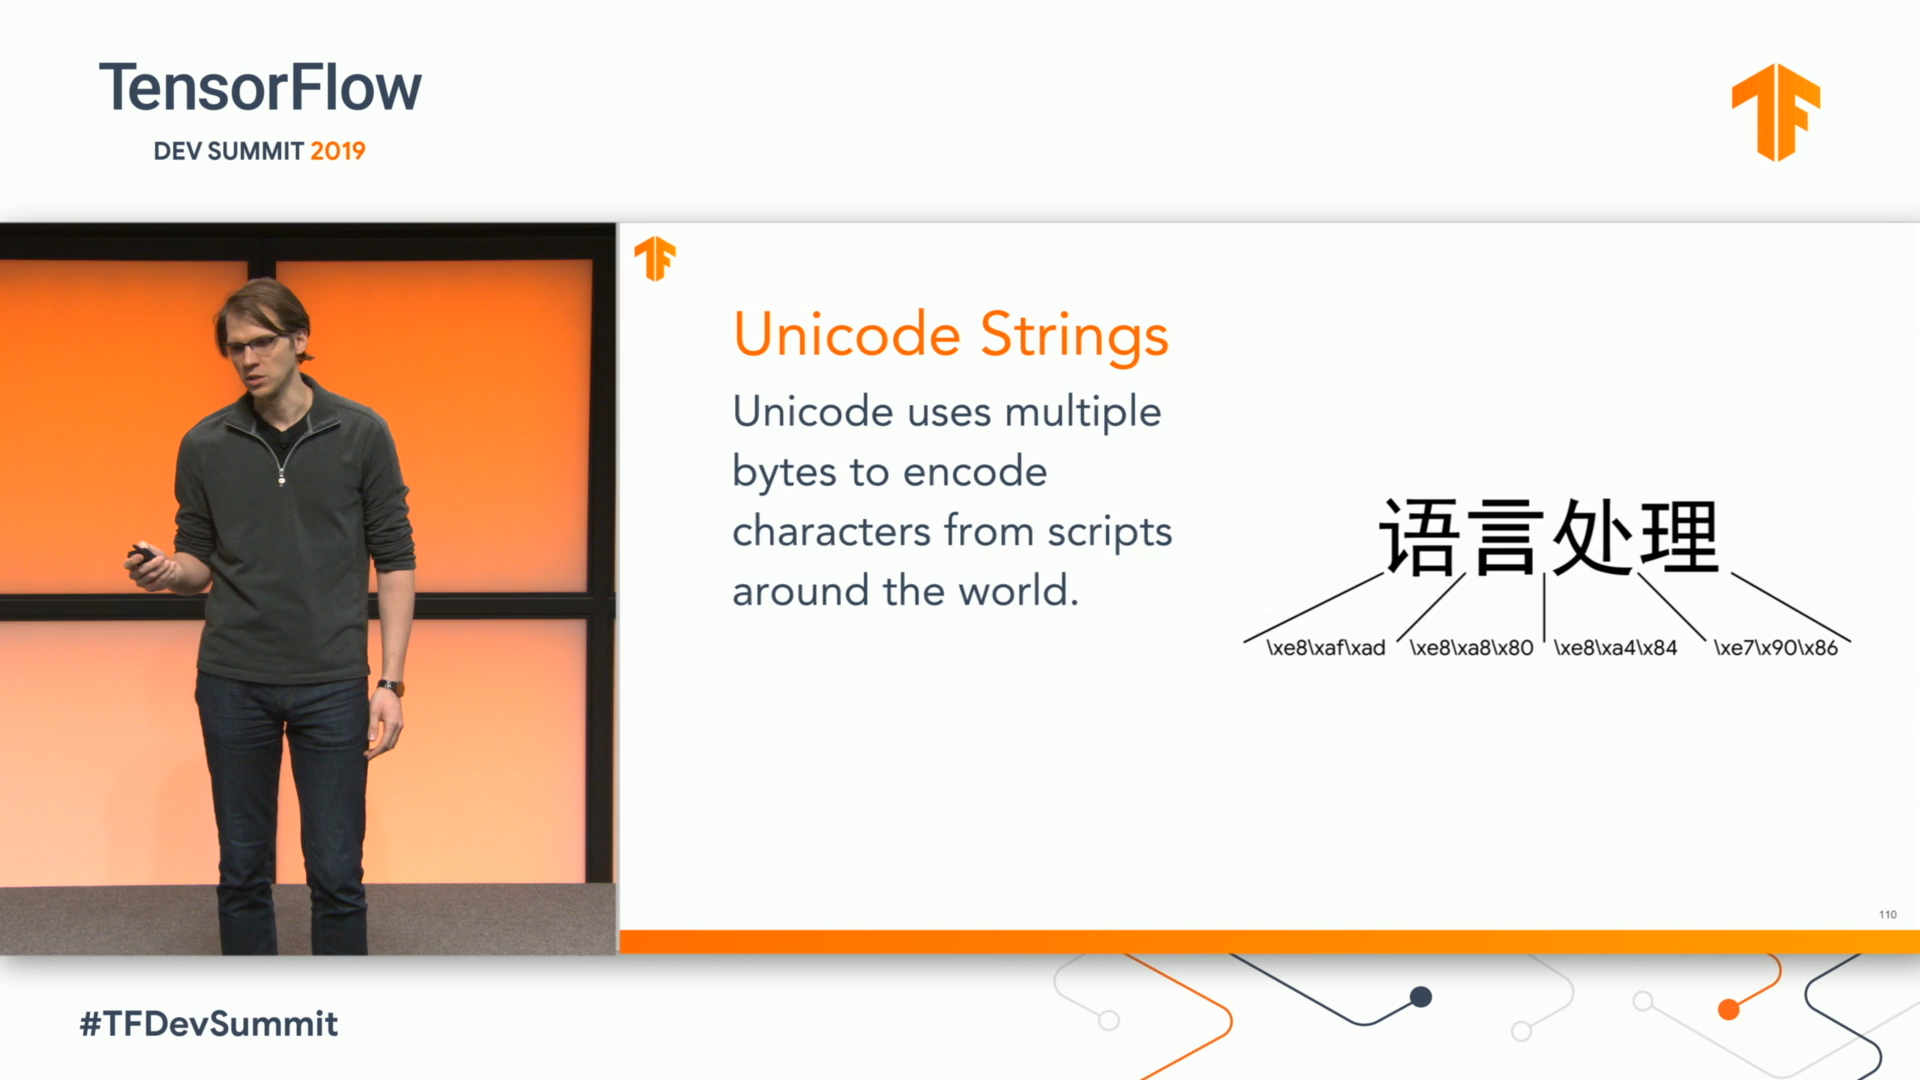 TensorFlow
DEV SUMMIT 2019
Unicode Strings
Unicode uses multiple
bytes to encode
characters from scripts
around the world.
语言处理
\xe8\xaf\xad \xe8\xa8\x80 \xe8\xa4\x84 \xe7\x90\x86
110
#TFDevSummit